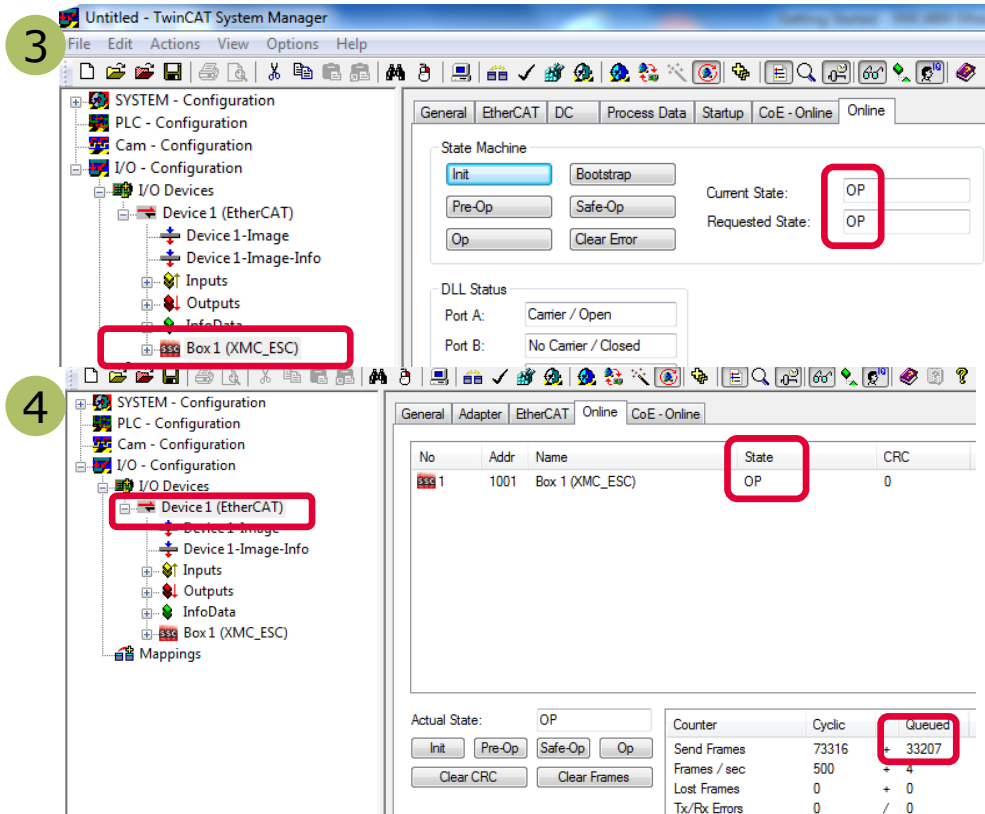 3
Untitled - TwinCAT System Manager
File Edit Actions View Options Help
SYSTEM - Configuration
PLC - Configuration
Cam - Configuration
I/O - Configuration
I/O Devices
Device 1 (EtherCAT)
Device 1-Image
Device 1-Image-Info
Inputs
Outputs
InfoData
SSC Box 1 (XMC_ESC)
General EtherCAT DC Process Data Startup CoE - Online Online
State Machine
Init Bootstrap
Pre-Op Safe-Op
Op Clear Error
Current State: OP
Requested State: OP
DLL Status
Port A: Carrier / Open
Port B: No Carrier / Closed
4
SYSTEM - Configuration
PLC - Configuration
Cam - Configuration
I/O - Configuration
I/O Devices
Device 1 (EtherCAT)
Device 1-Image
Device 1-Image-Info
Inputs
Outputs
InfoData
SSC Box 1 (XMC_ESC)
Mappings
General Adapter EtherCAT Online CoE - Online
No Addr Name State CRC
SSC 1 1001 Box 1 (XMC_ESC) OP 0
Actual State: OP
Init Pre-Op Safe-Op Op
Clear CRC Clear Frames
Counter Cyclic Queued
Send Frames 73316 + 33207
Frames / sec 500 + 4
Lost Frames 0 + 0
Tx/Rx Errors 0 / 0